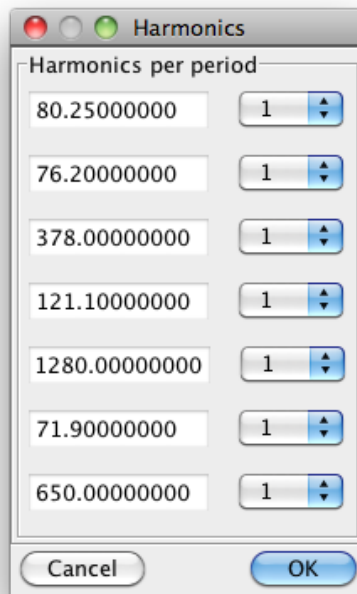 Harmonics
Harmonics per period
80.25000000 1
76.20000000 1
378.00000000 1
121.10000000 1
1280.00000000 1
71.90000000 1
650.00000000 1
Cancel OK